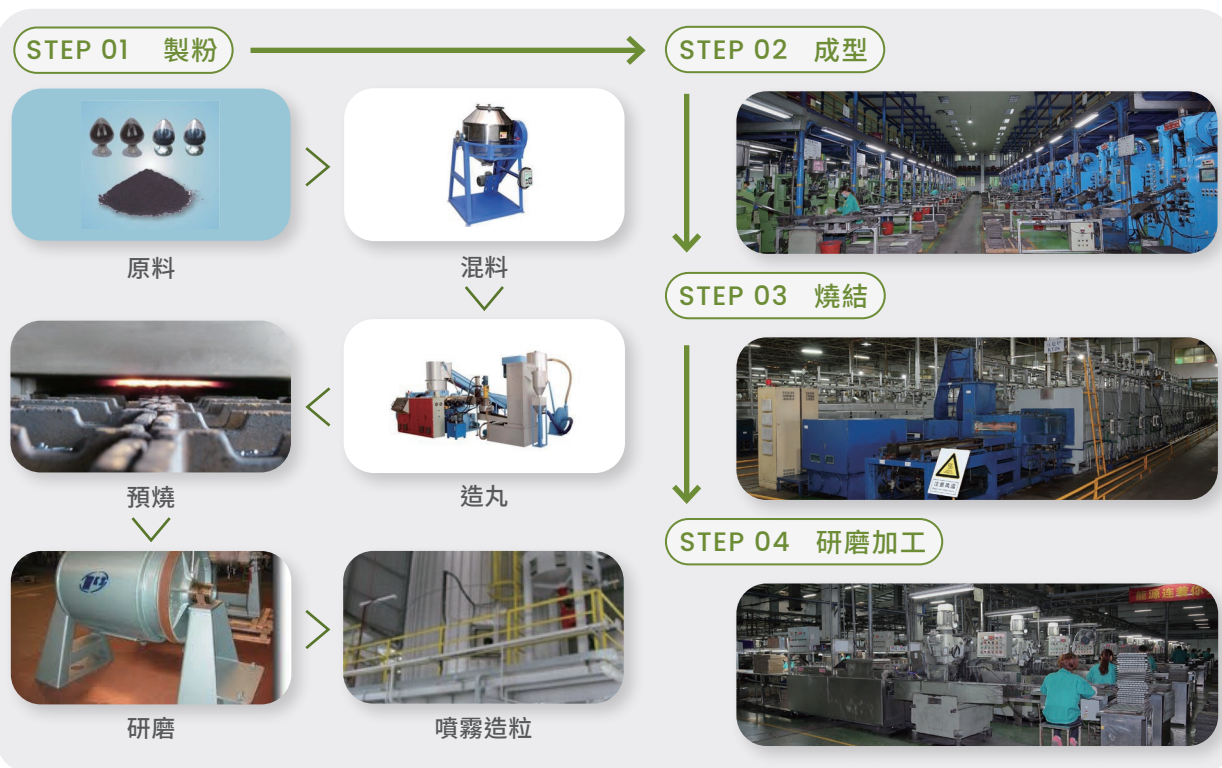 STEP 01 製粉
原料
混料
造丸
預燒
研磨
噴霧造粒
STEP 02 成型
STEP 03 燒結
STEP 04 研磨加工